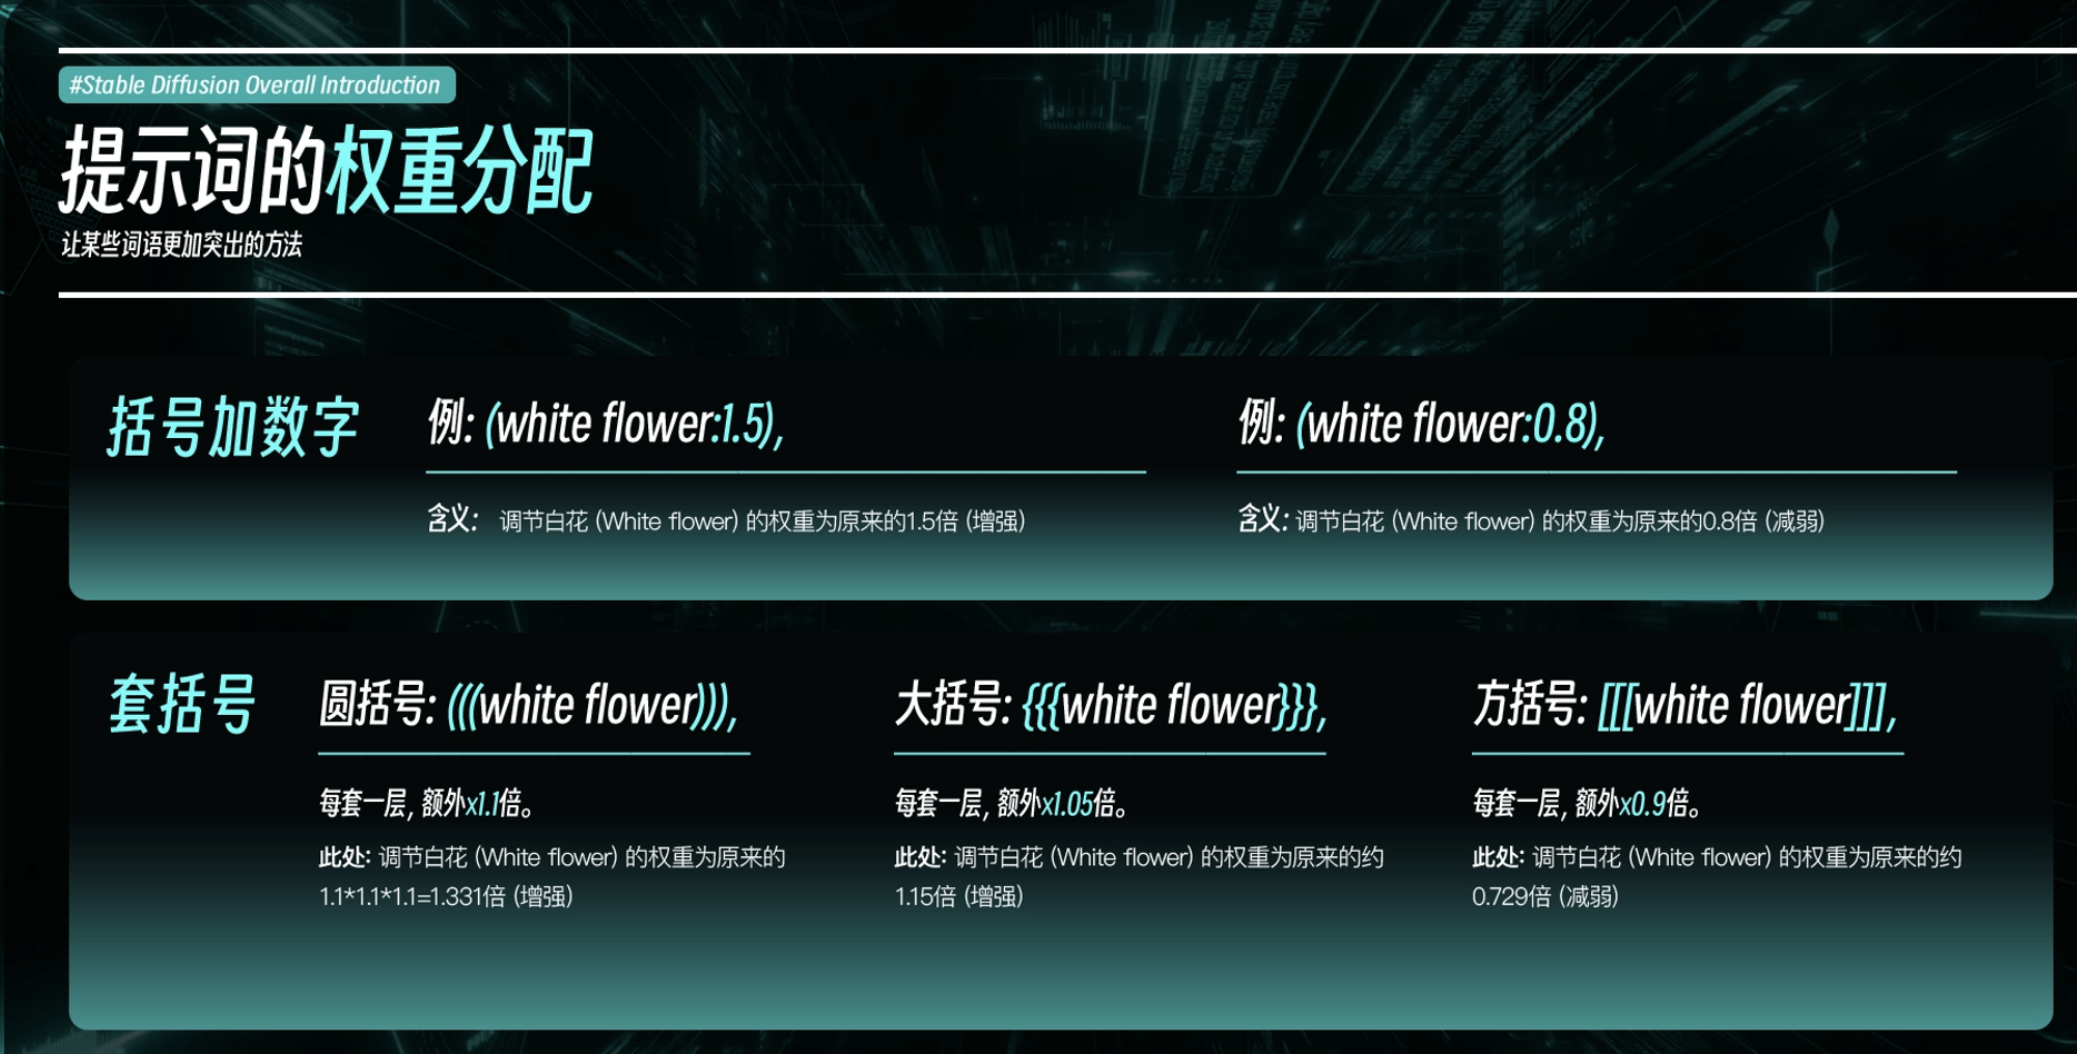 #Stable Diffusion Overall Introduction
提示词的权重分配
让某些词语更加突出的方法
括号加数字
例: (white flower:1.5),
含义: 调节白花 (White flower) 的权重为原来的1.5倍 (增强)
例: (white flower:0.8),
含义: 调节白花 (White flower) 的权重为原来的0.8倍 (减弱)
套括号
圆括号: (((white flower))),
每套一层, 额外x1.1倍。
此处: 调节白花 (White flower) 的权重为原来的
1.1*1.1*1.1=1.331倍 (增强)
大括号: {{{white flower}}},
每套一层, 额外x1.05倍。
此处: 调节白花 (White flower) 的权重为原来的约
1.15倍 (增强)
方括号: [[[white flower]]],
每套一层, 额外x0.9倍。
此处: 调节白花 (White flower) 的权重为原来的约
0.729倍 (减弱)